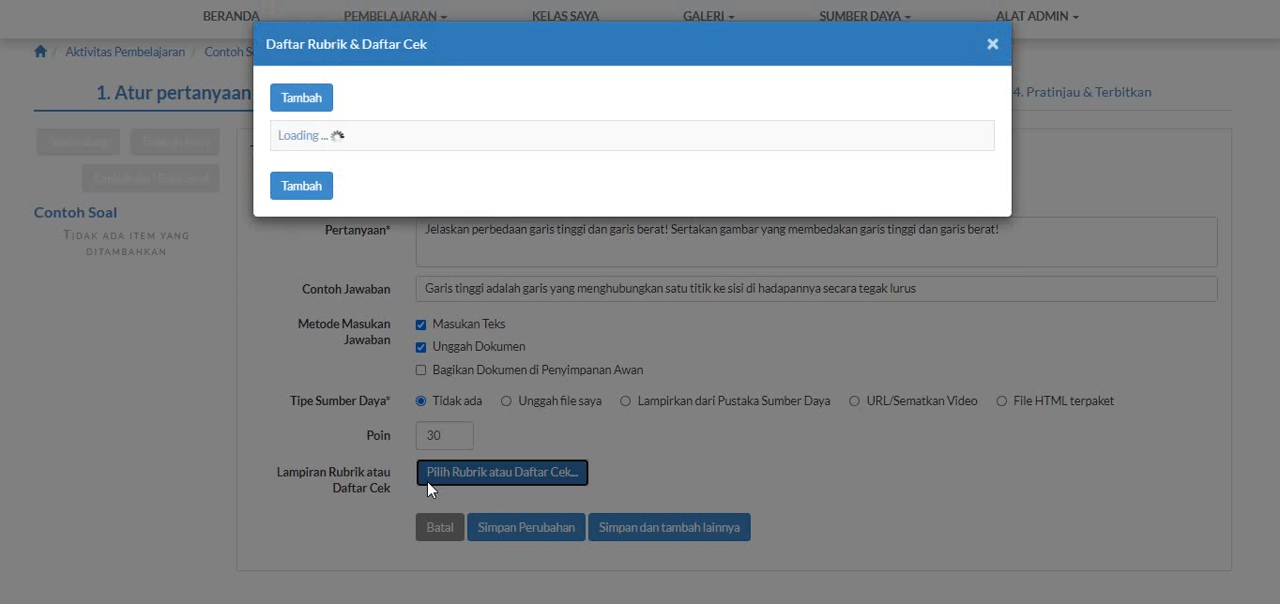 BERANDA PEMBELAJARAN KELAS SAYA GALERI SUMBER DAYA ALAT ADMIN
Daftar Rubrik & Daftar Cek ×
Aktivitas Pembelajaran / Contoh S
1. Atur pertanyaan
4. Pratinjau & Terbitkan
Tambah
Loading ...
Tambah
Contoh Soal
TIDAK ADA ITEM YANG
DITAMBAHKAN
Pertanyaan* Jelaskan perbedaan garis tinggi dan garis berat! Sertakan gambar yang membedakan garis tinggi dan garis berat!
Contoh Jawaban Garis tinggi adalah garis yang menghubungkan satu titik ke sisi di hadapannya secara tegak lurus
Metode Masukan
Jawaban
Masukan Teks
Unggah Dokumen
Bagikan Dokumen di Penyimpanan Awan
Tipe Sumber Daya* Tidak ada Unggah file saya Lampirkan dari Pustaka Sumber Daya URL/Sematkan Video File HTML terpaket
Poin 30
Lampiran Rubrik atau
Daftar Cek
Pilih Rubrik atau Daftar Cek...
Batal Simpan Perubahan Simpan dan tambah lainnya